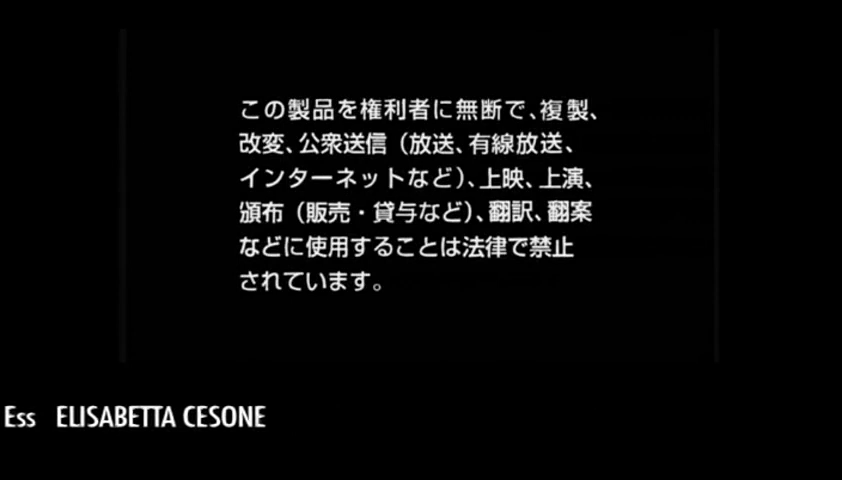 この製品を権利者に無断で、複製、
改変、公衆送信（放送、有線放送、
インターネットなど）、上映、上演、
頒布（販売・貸与など）、翻訳、翻案
などに使用することは法律で禁止
されています。
Ess ELISABETTA CESONE